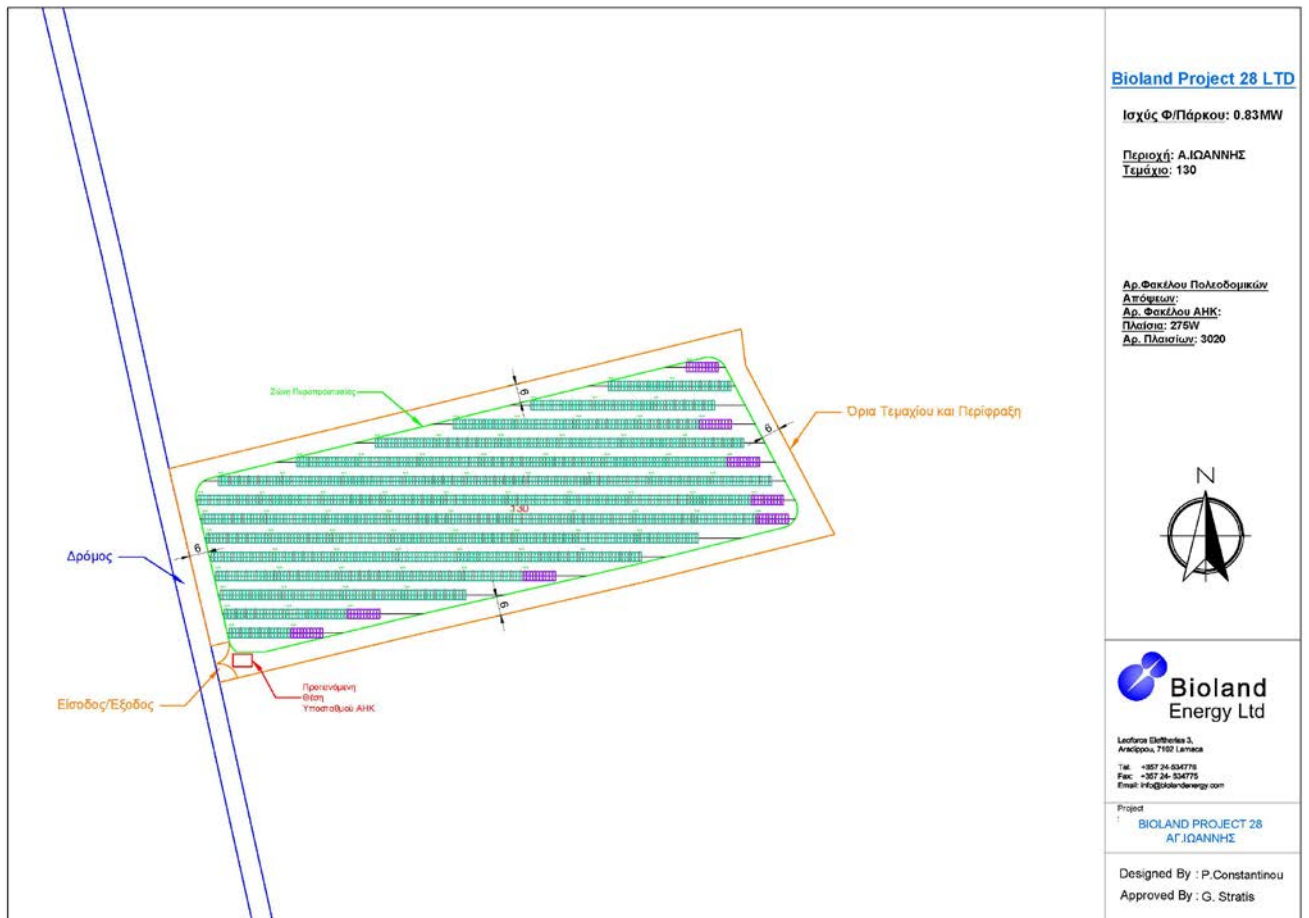 Bioland Project 28 LTD
Ισχύς Φ/Πάρκου: 0.83MW
Περιοχή: Α.ΙΩΑΝΝΗΣ
Τεμάχιο: 130
Αρ.Φακέλου Πολεοδομικών
Απόψεων:
Αρ. Φακέλου ΑΗΚ:
Πλαίσια: 275W
Αρ. Πλαισίων: 3020
Ζώνη Πυροπροστασίας
6
Όρια Τεμαχίου και Περίφραξη
6
130
6
Δρόμος
6
Είσοδος/Έξοδος
Προτεινόμενη
Θέση
Υποσταθμού ΑΗΚ
N
Bioland
Energy Ltd
Leoforos Eleftherias 3,
Aradippou, 7102 Larnaca
Tel: +357 24-534776
Fax: +357 24- 534775
Email: info@biolandenergy.com
Project
:
BIOLAND PROJECT 28
ΑΓ.ΙΩΑΝΝΗΣ
Designed By : P.Constantinou
Approved By : G. Stratis